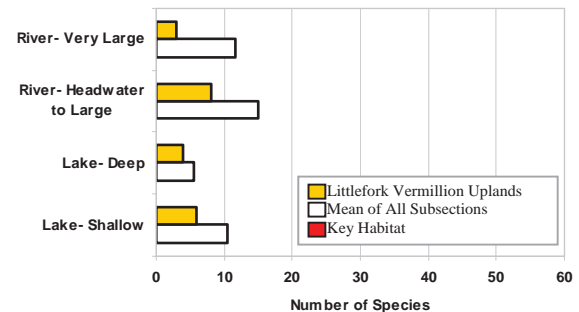 River- Very Large
River- Headwater
to Large
Lake- Deep
Lake- Shallow
Littlefork Vermillion Uplands
Mean of All Subsections
Key Habitat
0 10 20 30 40 50 60
Number of Species